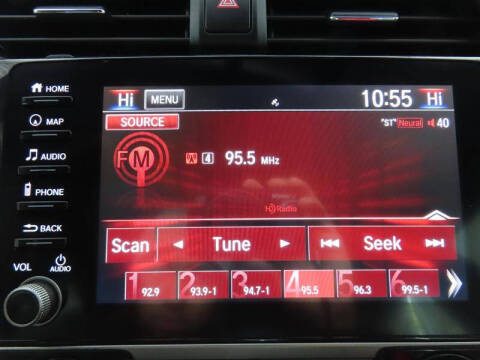 HOME
Hi MENU 10:55 Hi
MAP
SOURCE "ST" Neural 40
AUDIO
FM 4 95.5 MHz
PHONE
HD Radio
BACK
Scan Tune Seek
VOL AUDIO
1 92.9 2 93.9-1 3 94.7-1 4 95.5 5 96.3 6 99.5-1